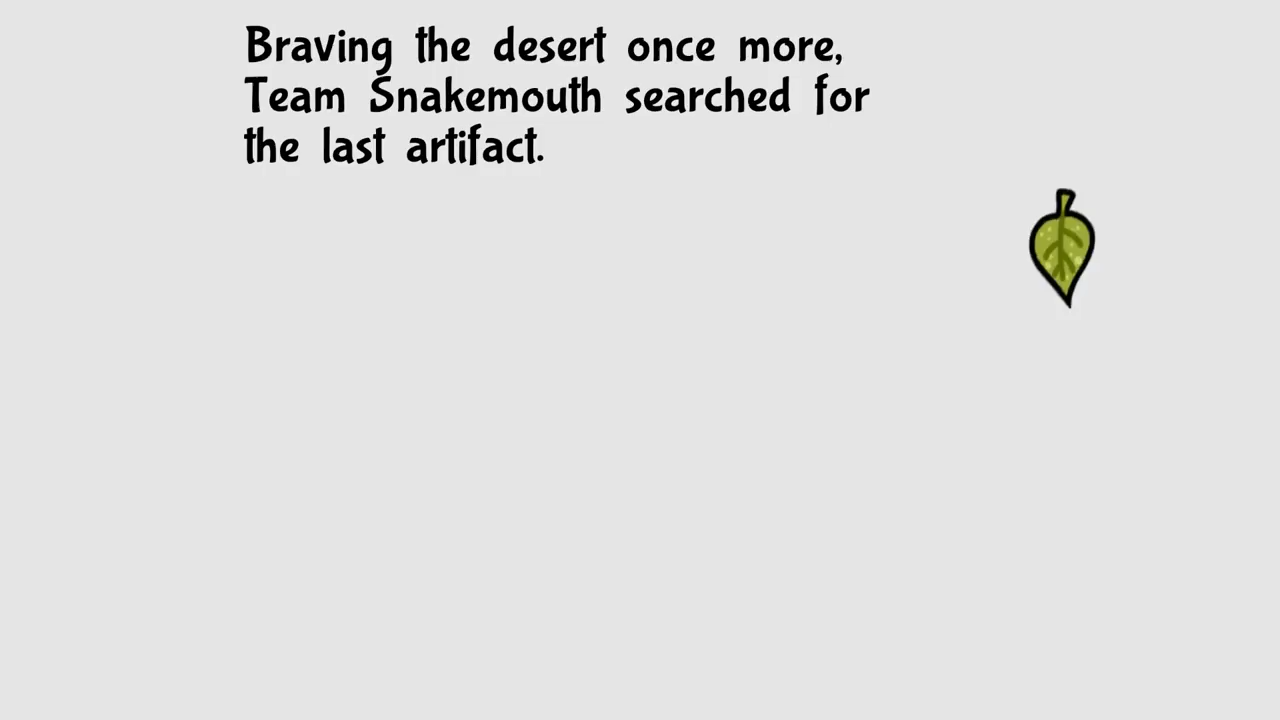 Braving the desert once more,
Team Snakemouth searched for
the last artifact.